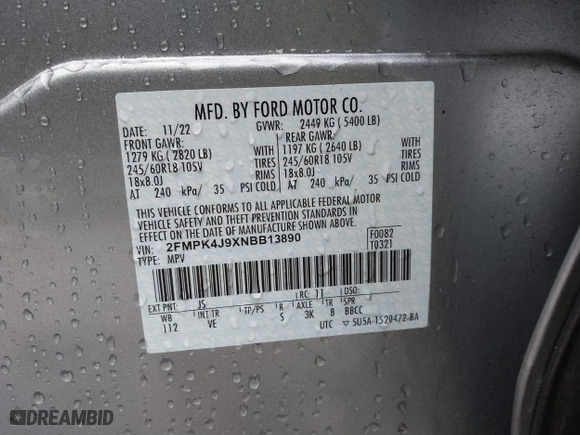 MFD. BY FORD MOTOR CO.
DATE: 11/22 GVWR: 2449 KG ( 5400 LB)
FRONT GAWR: REAR GAWR:
1279 KG ( 2820 LB) WITH 1197 KG ( 2640 LB) WITH
245/60R18 105V TIRES 245/60R18 105V TIRES
18x8.0J RIMS 18x8.0J RIMS
AT 240 kPa/ 35 PSI COLD AT 240 kPa/ 35 PSI COLD
THIS VEHICLE CONFORMS TO ALL APPLICABLE FEDERAL MOTOR
VEHICLE SAFETY AND THEFT PREVENTION STANDARDS IN
EFFECT ON THE DATE OF MANUFACTURE SHOWN ABOVE.
VIN: 2FMPK4J9XNBB13890 F0082
TYPE: MPV T0321
EXT PNT: JS RC: 11 DSO:
WB INT TR TP/PS R AXLE TR SPR
112 VE S 3K 8 BBCC
UTC ▽ 5U5A-1520472-BA
DREAMBID